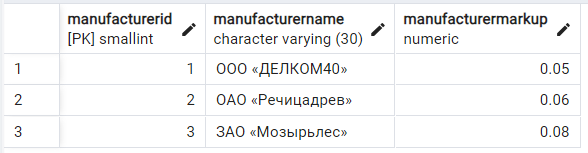 manufacturerid manufacturername manufacturermarkup
[PK] smallint character varying (30) numeric
1 1 ООО «ДЕЛКОМ40» 0.05
2 2 ОАО «Речицадрев» 0.06
3 3 ЗАО «Мозырьлес» 0.08